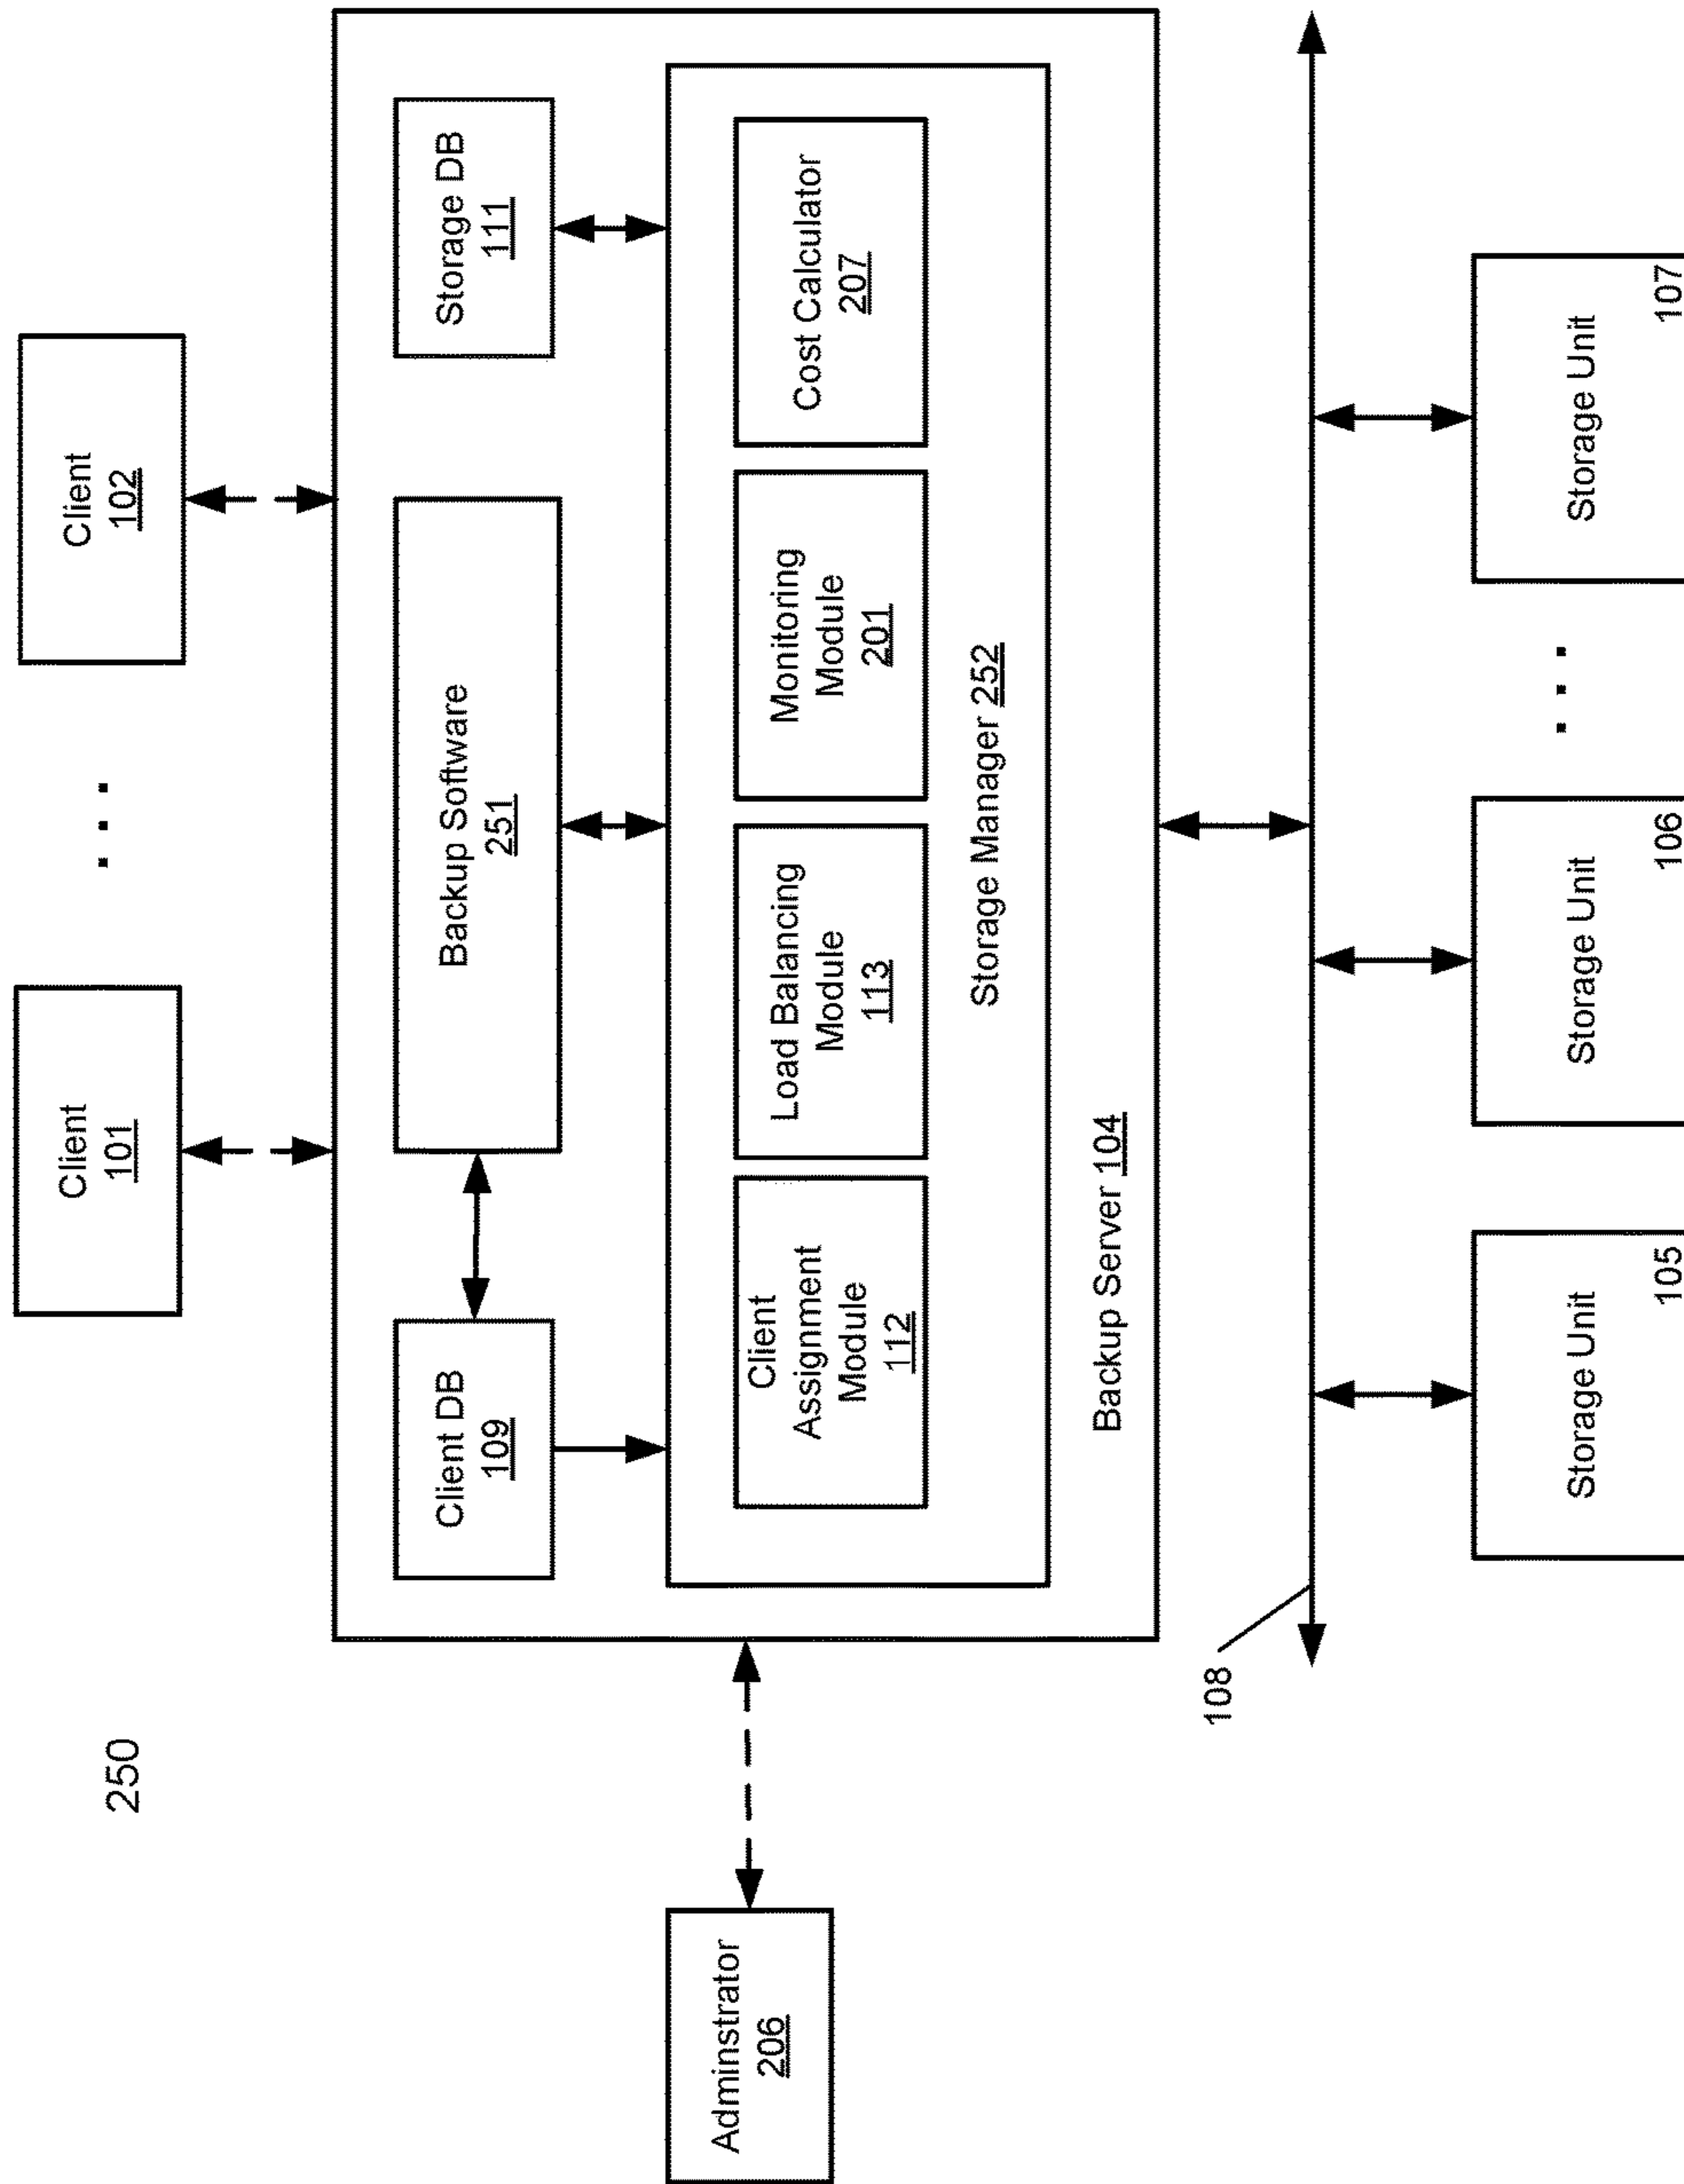 250
Client
101
. . .
Client
102
Adminstrator
206
Client DB
109
Backup Software
251
Storage DB
111
Client
Assignment
Module
112
Load Balancing
Module
113
Monitoring
Module
201
Cost Calculator
207
Storage Manager 252
Backup Server 104
108
Storage Unit
105
Storage Unit
106
. . .
Storage Unit
107